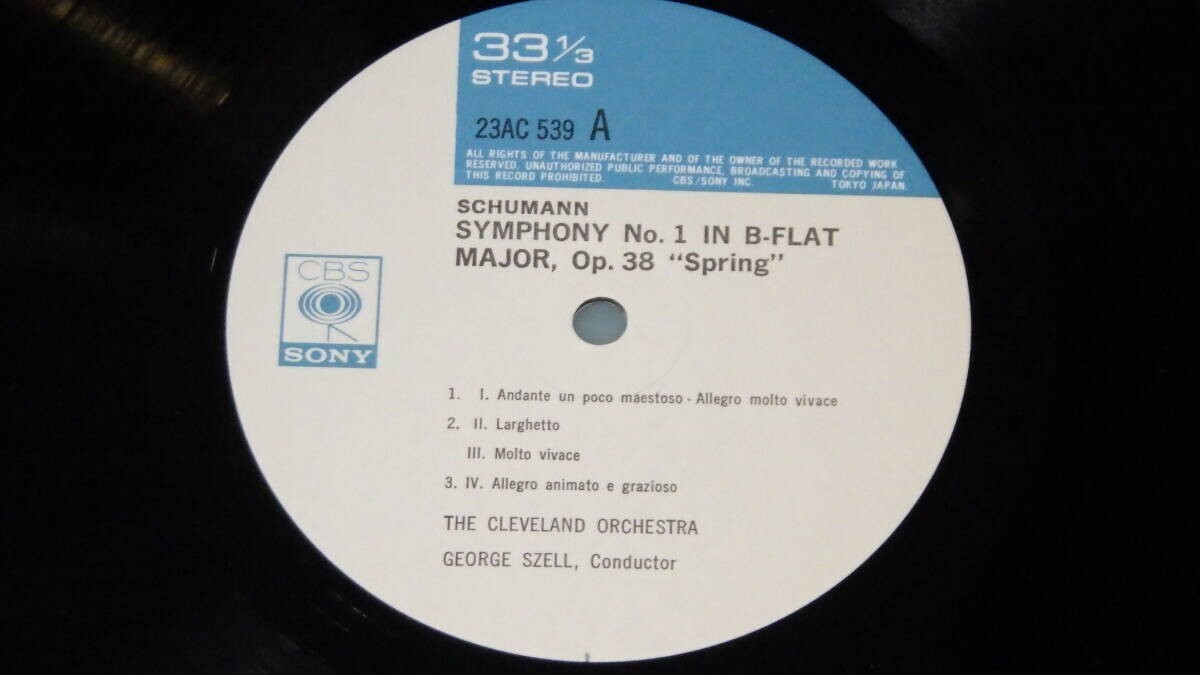 33 1/3
STEREO
23AC 539 A
ALL RIGHTS OF THE MANUFACTURER AND OF THE OWNER OF THE RECORDED WORK
RESERVED. UNAUTHORIZED PUBLIC PERFORMANCE, BROADCASTING AND COPYING OF
THIS RECORD PROHIBITED. CBS/SONY INC. TOKYO JAPAN.
SCHUMANN
SYMPHONY No. 1 IN B-FLAT
MAJOR, Op. 38 “Spring”
CBS
SONY
1. I. Andante un poco maestoso - Allegro molto vivace
2. II. Larghetto
III. Molto vivace
3. IV. Allegro animato e grazioso
THE CLEVELAND ORCHESTRA
GEORGE SZELL, Conductor